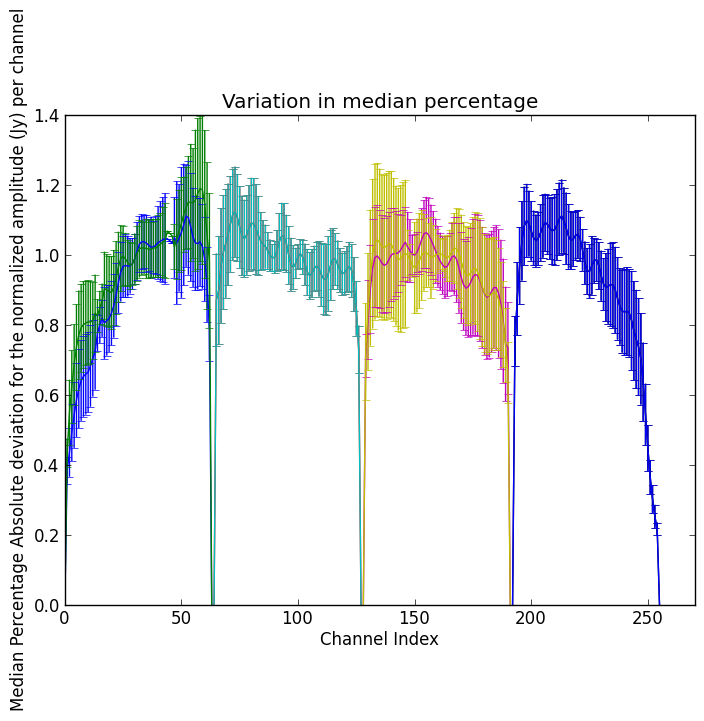 Variation in median percentage
Median Percentage Absolute deviation for the normalized amplitude (Jy) per channel
1.4
1.2
1.0
0.8
0.6
0.4
0.2
0.0
0 50 100 150 200 250
Channel Index